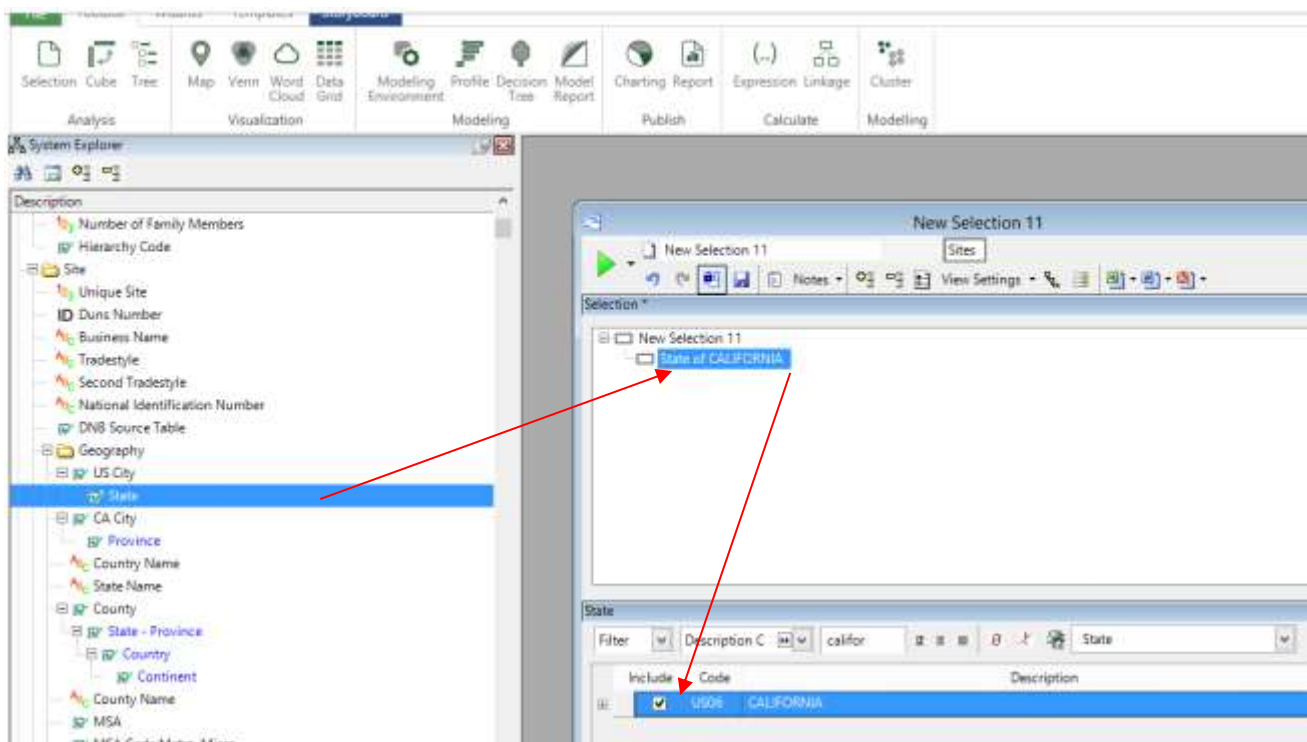 Selection Cube Tree Map Venn Word Cloud Data Grid Modeling Environment Profile Decision Tree Model Report Charting Report Expression Linkage Cluster
Analysis Visualization Modeling Publish Calculate Modelling
System Explorer
Description
Number of Family Members
Hierarchy Code
Site
Unique Site
ID Duns Number
Business Name
Tradestyle
Second Tradestyle
National Identification Number
DNB Source Table
Geography
US City
State
CA City
Province
Country Name
State Name
County
State - Province
Country
Continent
County Name
MSA
New Selection 11
New Selection 11 Sites
Notes View Settings
Selection *
New Selection 11
State of CALIFORNIA
State
Filter Description C califor State
Include Code Description
US06 CALIFORNIA